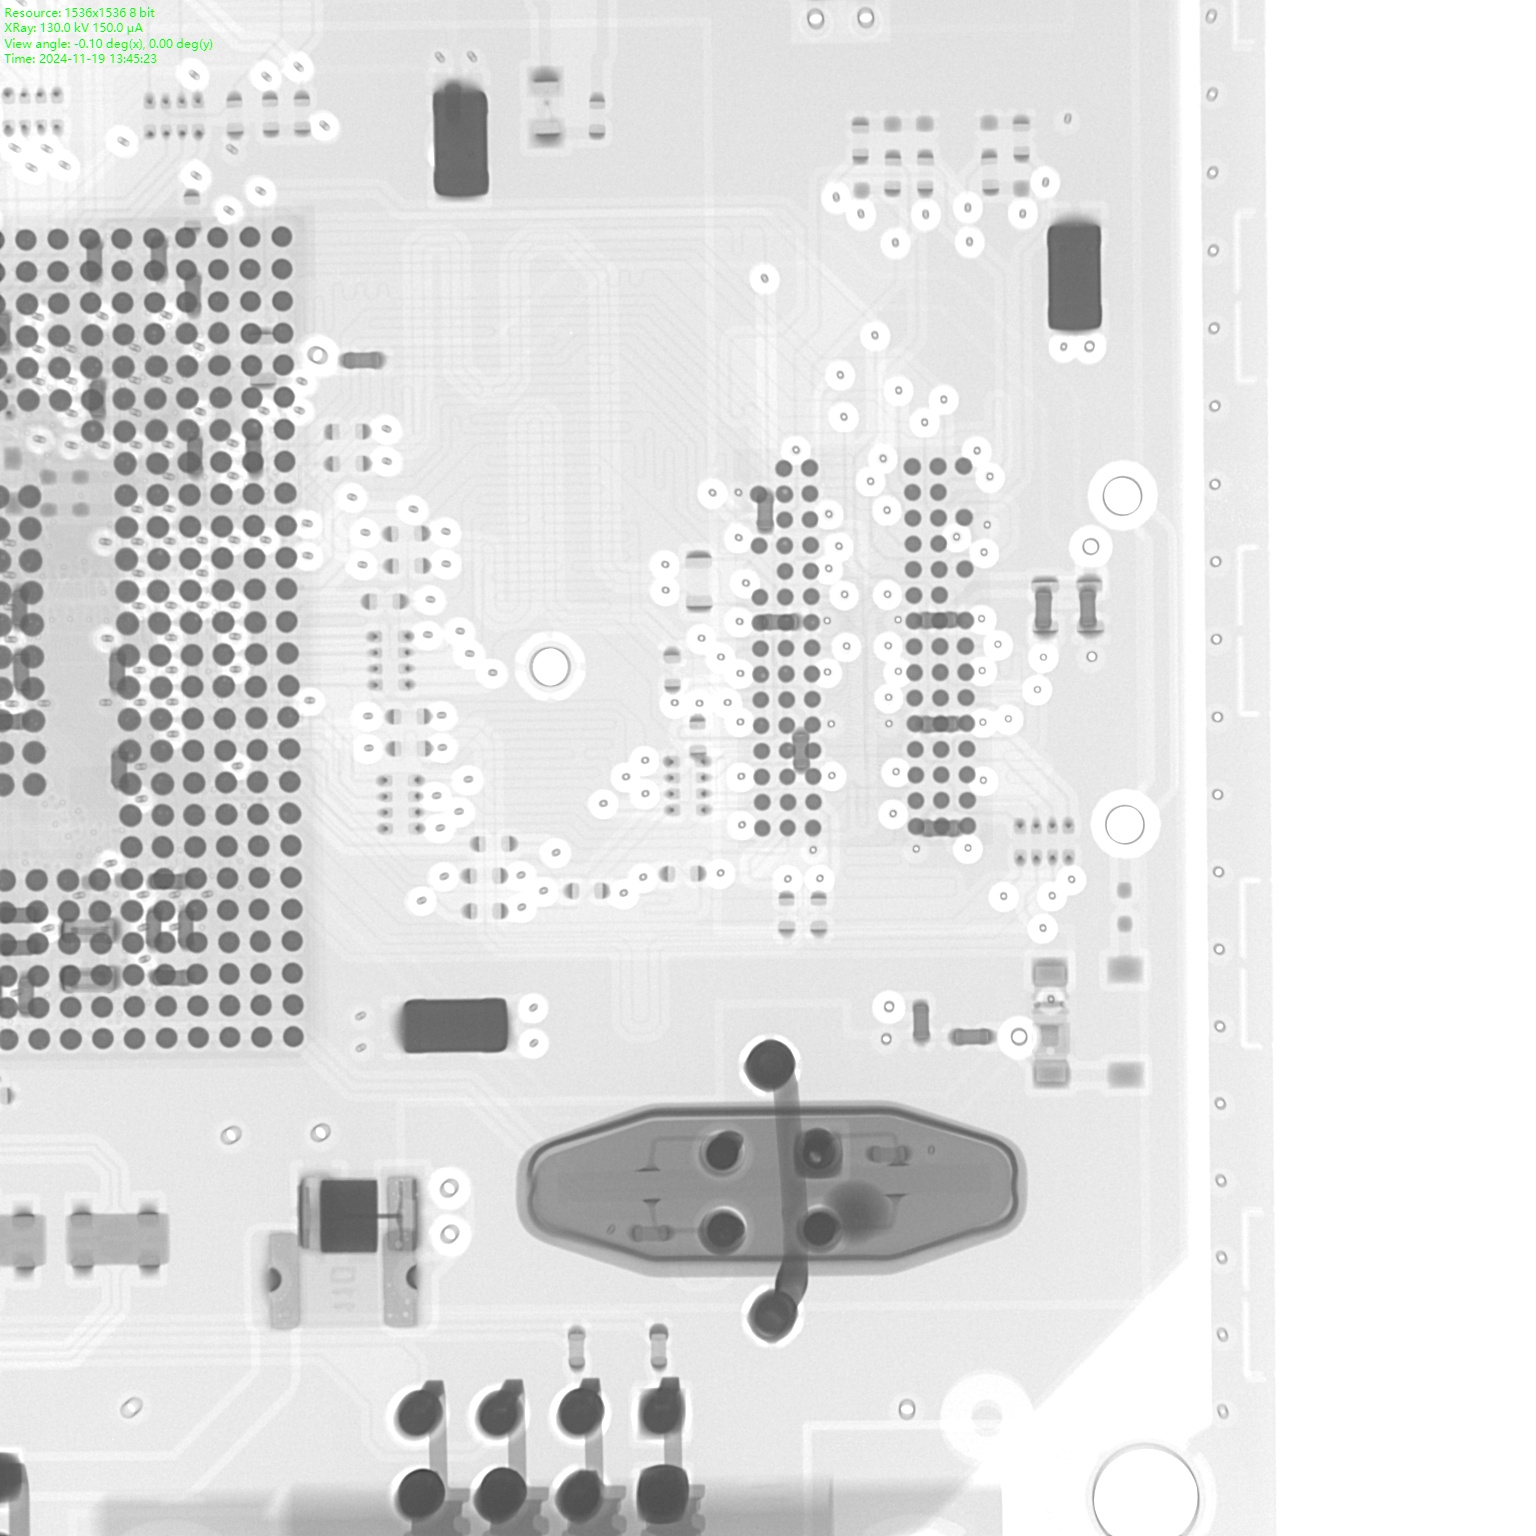 Resource: 1536x1536 8 bit
XRay: 130.0 kV 150.0 µA
View angle: -0.10 deg(x), 0.00 deg(y)
Time: 2024-11-19 13:45:23